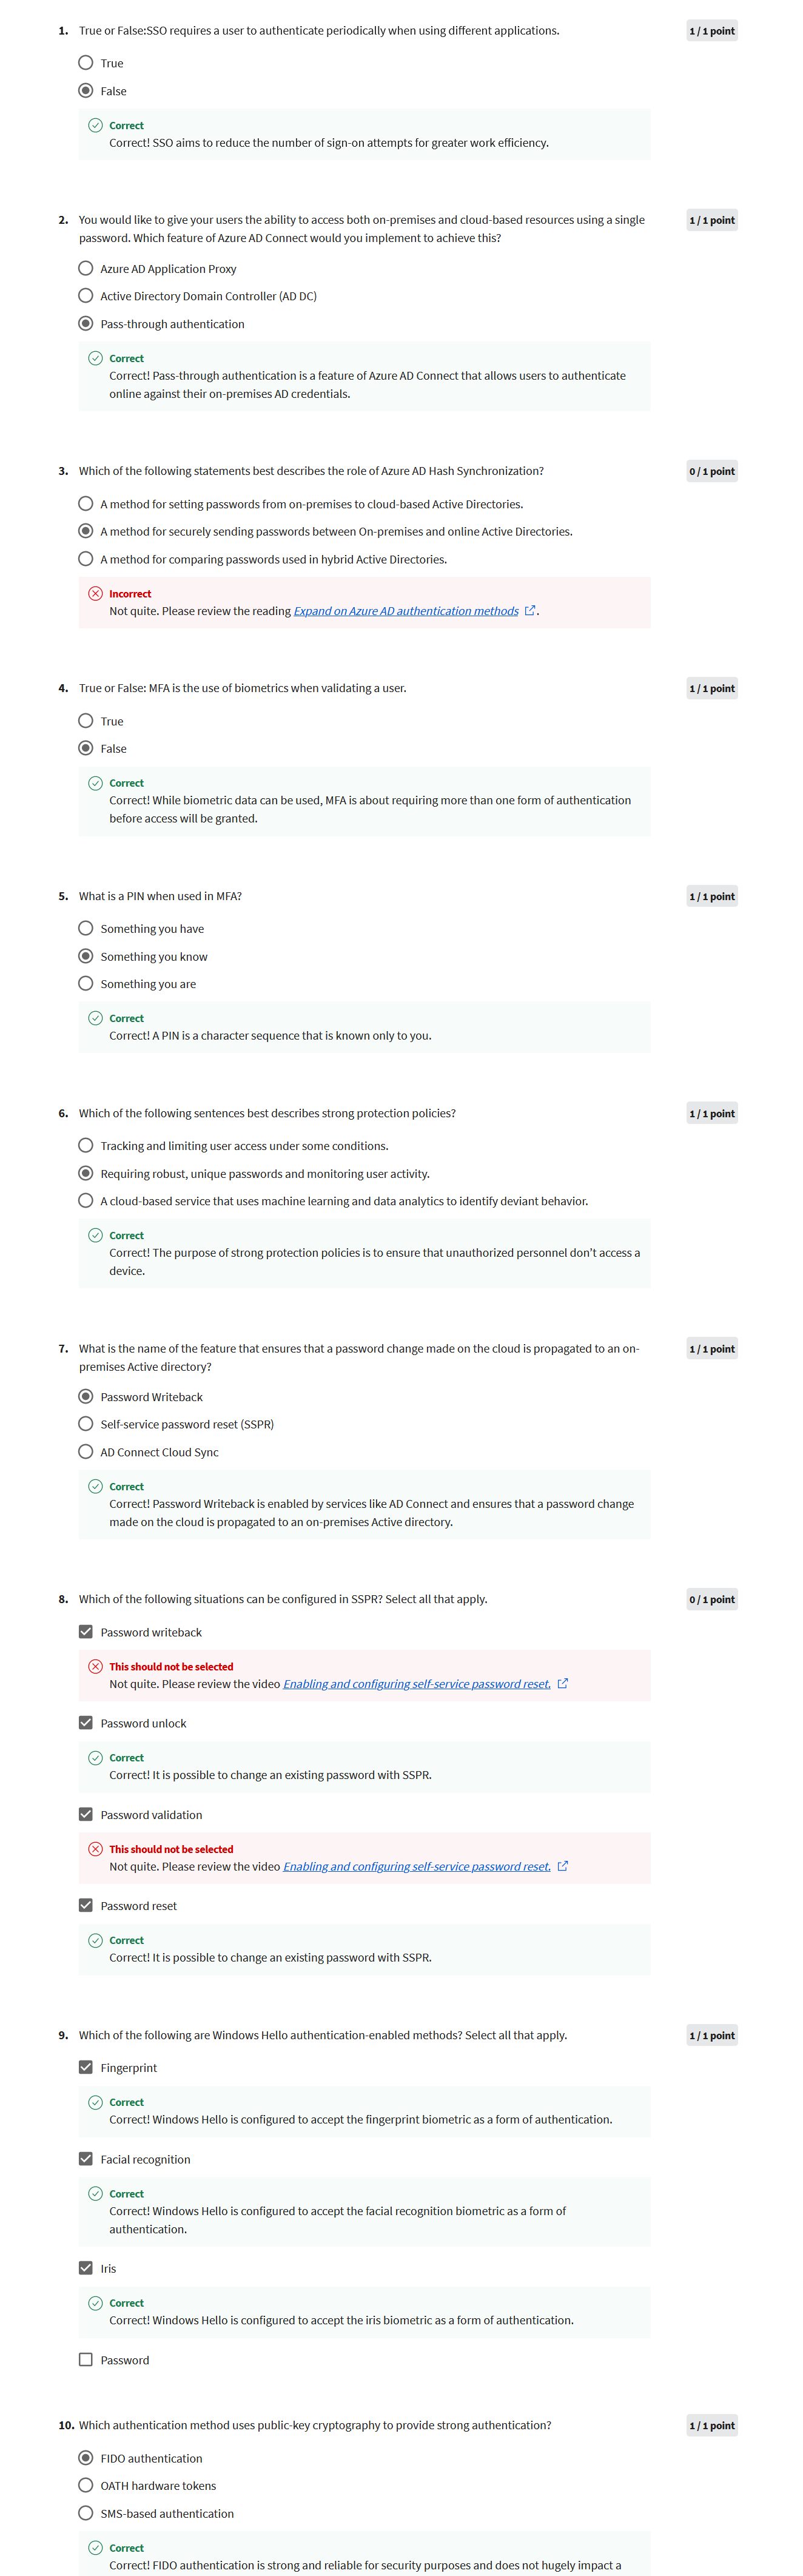 1. True or False:SSO requires a user to authenticate periodically when using different applications. 1 / 1 point
True
False
Correct
Correct! SSO aims to reduce the number of sign-on attempts for greater work efficiency.
2. You would like to give your users the ability to access both on-premises and cloud-based resources using a single 1 / 1 point
password. Which feature of Azure AD Connect would you implement to achieve this?
Azure AD Application Proxy
Active Directory Domain Controller (AD DC)
Pass-through authentication
Correct
Correct! Pass-through authentication is a feature of Azure AD Connect that allows users to authenticate
online against their on-premises AD credentials.
3. Which of the following statements best describes the role of Azure AD Hash Synchronization? 0 / 1 point
A method for setting passwords from on-premises to cloud-based Active Directories.
A method for securely sending passwords between On-premises and online Active Directories.
A method for comparing passwords used in hybrid Active Directories.
Incorrect
Not quite. Please review the reading Expand on Azure AD authentication methods .
4. True or False: MFA is the use of biometrics when validating a user. 1 / 1 point
True
False
Correct
Correct! While biometric data can be used, MFA is about requiring more than one form of authentication
before access will be granted.
5. What is a PIN when used in MFA? 1 / 1 point
Something you have
Something you know
Something you are
Correct
Correct! A PIN is a character sequence that is known only to you.
6. Which of the following sentences best describes strong protection policies? 1 / 1 point
Tracking and limiting user access under some conditions.
Requiring robust, unique passwords and monitoring user activity.
A cloud-based service that uses machine learning and data analytics to identify deviant behavior.
Correct
Correct! The purpose of strong protection policies is to ensure that unauthorized personnel don't access a
device.
7. What is the name of the feature that ensures that a password change made on the cloud is propagated to an on- 1 / 1 point
premises Active directory?
Password Writeback
Self-service password reset (SSPR)
AD Connect Cloud Sync
Correct
Correct! Password Writeback is enabled by services like AD Connect and ensures that a password change
made on the cloud is propagated to an on-premises Active directory.
8. Which of the following situations can be configured in SSPR? Select all that apply. 0 / 1 point
Password writeback
This should not be selected
Not quite. Please review the video Enabling and configuring self-service password reset.
Password unlock
Correct
Correct! It is possible to change an existing password with SSPR.
Password validation
This should not be selected
Not quite. Please review the video Enabling and configuring self-service password reset.
Password reset
Correct
Correct! It is possible to change an existing password with SSPR.
9. Which of the following are Windows Hello authentication-enabled methods? Select all that apply. 1 / 1 point
Fingerprint
Correct
Correct! Windows Hello is configured to accept the fingerprint biometric as a form of authentication.
Facial recognition
Correct
Correct! Windows Hello is configured to accept the facial recognition biometric as a form of
authentication.
Iris
Correct
Correct! Windows Hello is configured to accept the iris biometric as a form of authentication.
Password
10. Which authentication method uses public-key cryptography to provide strong authentication? 1 / 1 point
FIDO authentication
OATH hardware tokens
SMS-based authentication
Correct
Correct! FIDO authentication is strong and reliable for security purposes and does not hugely impact a